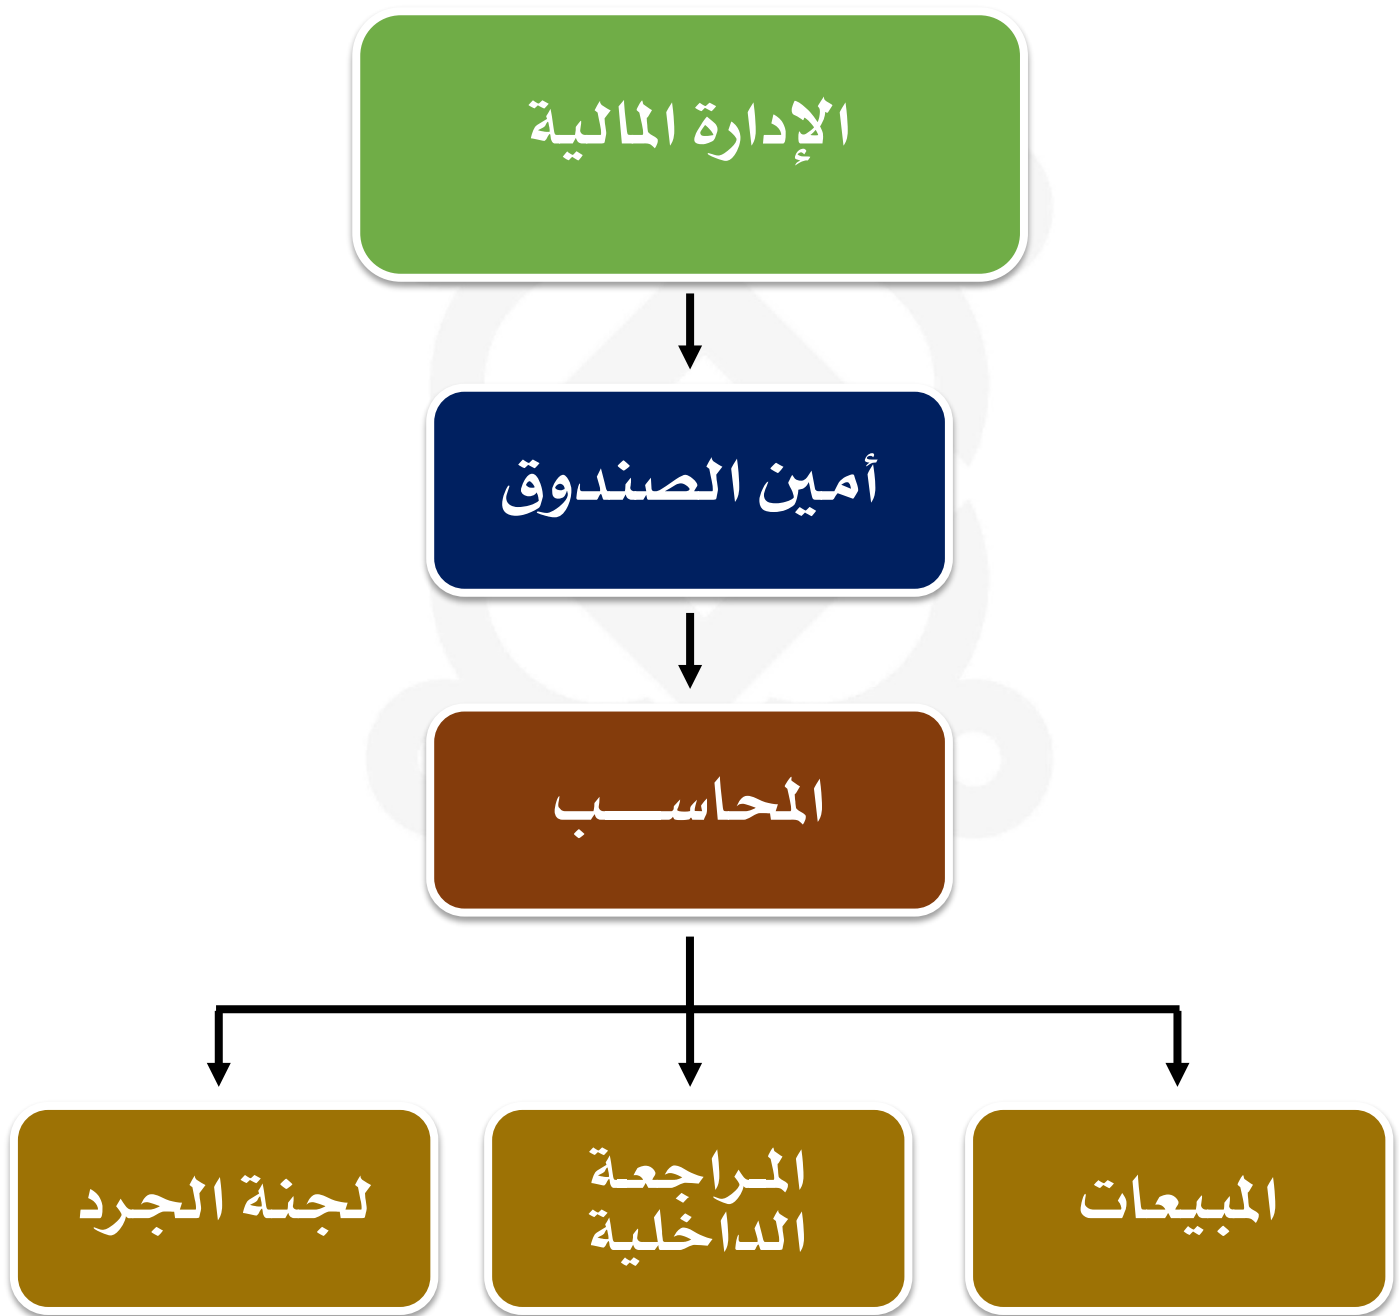 الإدارة المالية
أمين الصندوق
المحاســـب
المبيعات
المراجعة
الداخلية
لجنة الجرد